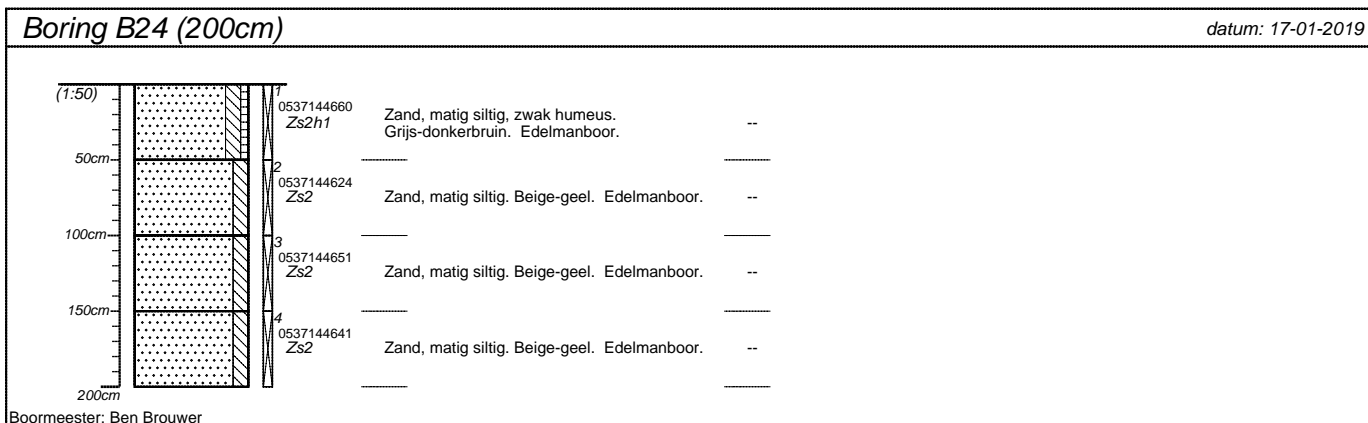 Boring B24 (200cm)
datum: 17-01-2019
(1:50)
1
0537144660
Zs2h1
Zand, matig siltig, zwak humeus.
Grijs-donkerbruin. Edelmanboor.
--
50cm
2
0537144624
Zs2
Zand, matig siltig. Beige-geel. Edelmanboor.
--
100cm
3
0537144651
Zs2
Zand, matig siltig. Beige-geel. Edelmanboor.
--
150cm
4
0537144641
Zs2
Zand, matig siltig. Beige-geel. Edelmanboor.
--
200cm
Boormeester: Ben Brouwer